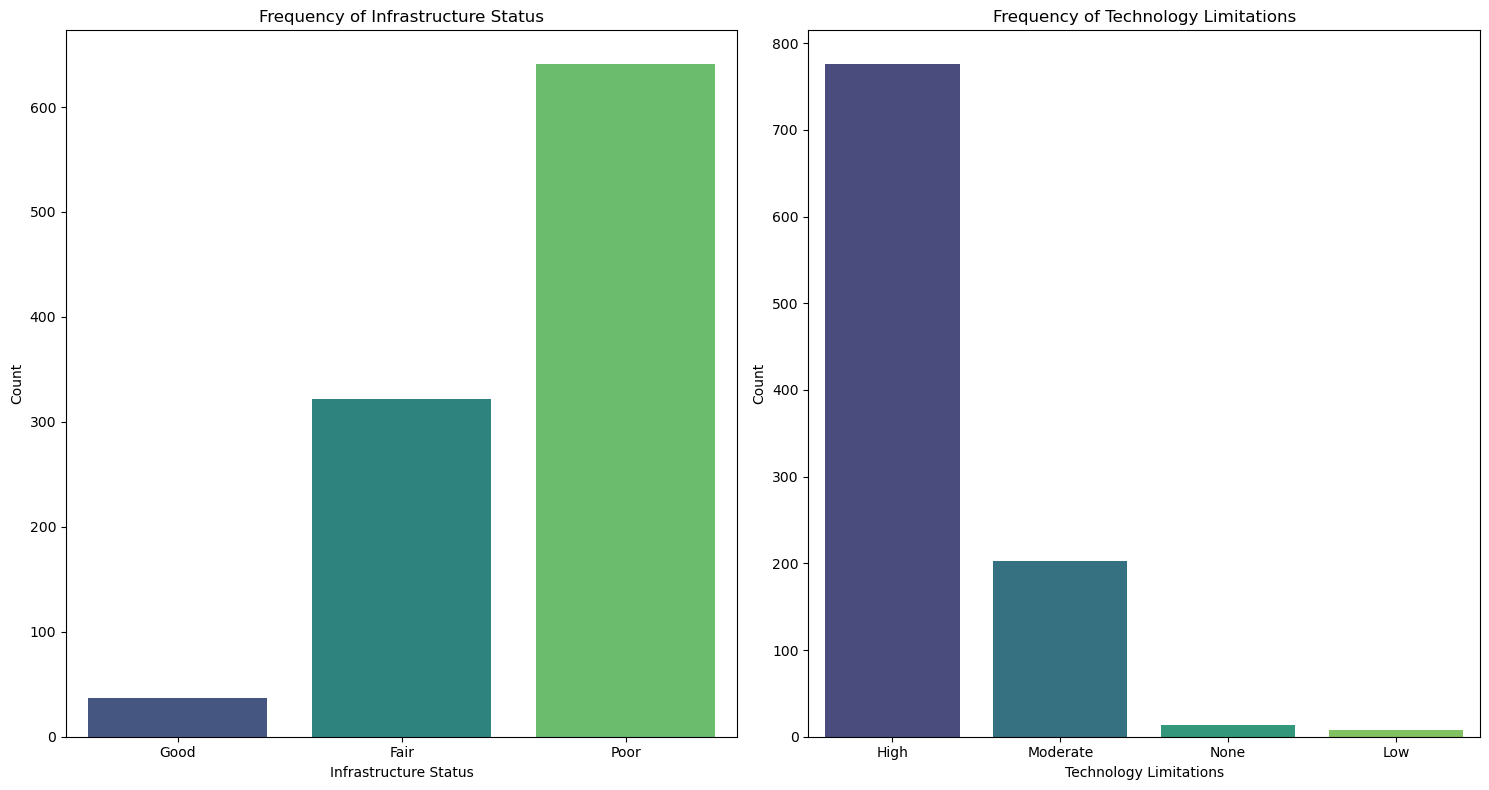 Frequency of Infrastructure Status
600
500
400
300
200
100
0
Count
Good Fair Poor
Infrastructure Status
Frequency of Technology Limitations
800
700
600
500
400
300
200
100
0
Count
High Moderate None Low
Technology Limitations